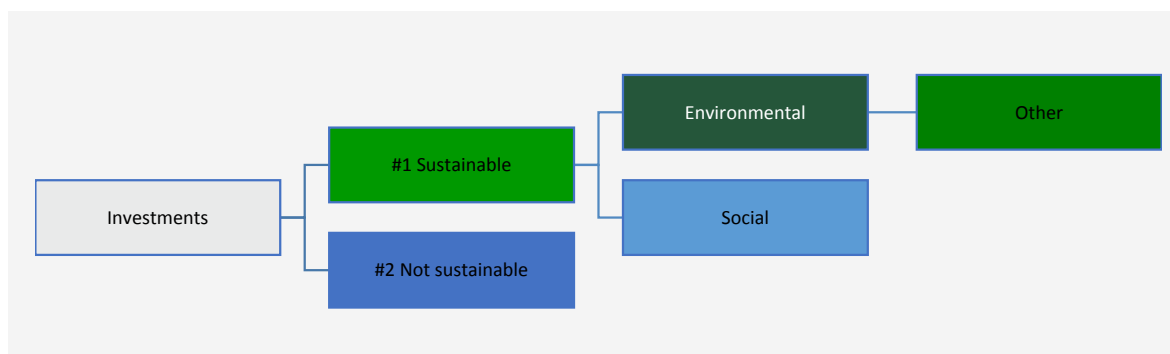 Environmental
Other
#1 Sustainable
Investments
Social
#2 Not sustainable